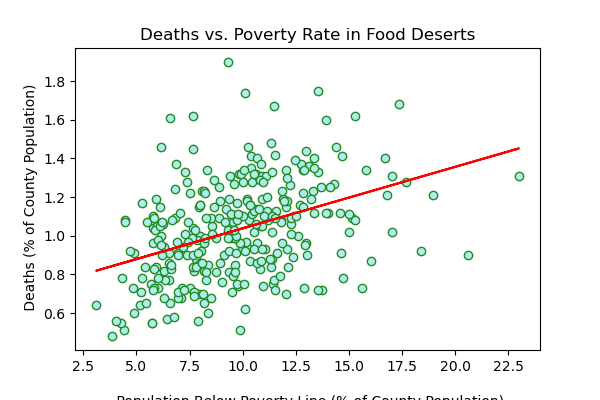 Deaths vs. Poverty Rate in Food Deserts
Deaths (% of County Population)
1.8
1.6
1.4
1.2
1.0
0.8
0.6
2.5 5.0 7.5 10.0 12.5 15.0 17.5 20.0 22.5
Population Below Poverty Line (% of County Population)